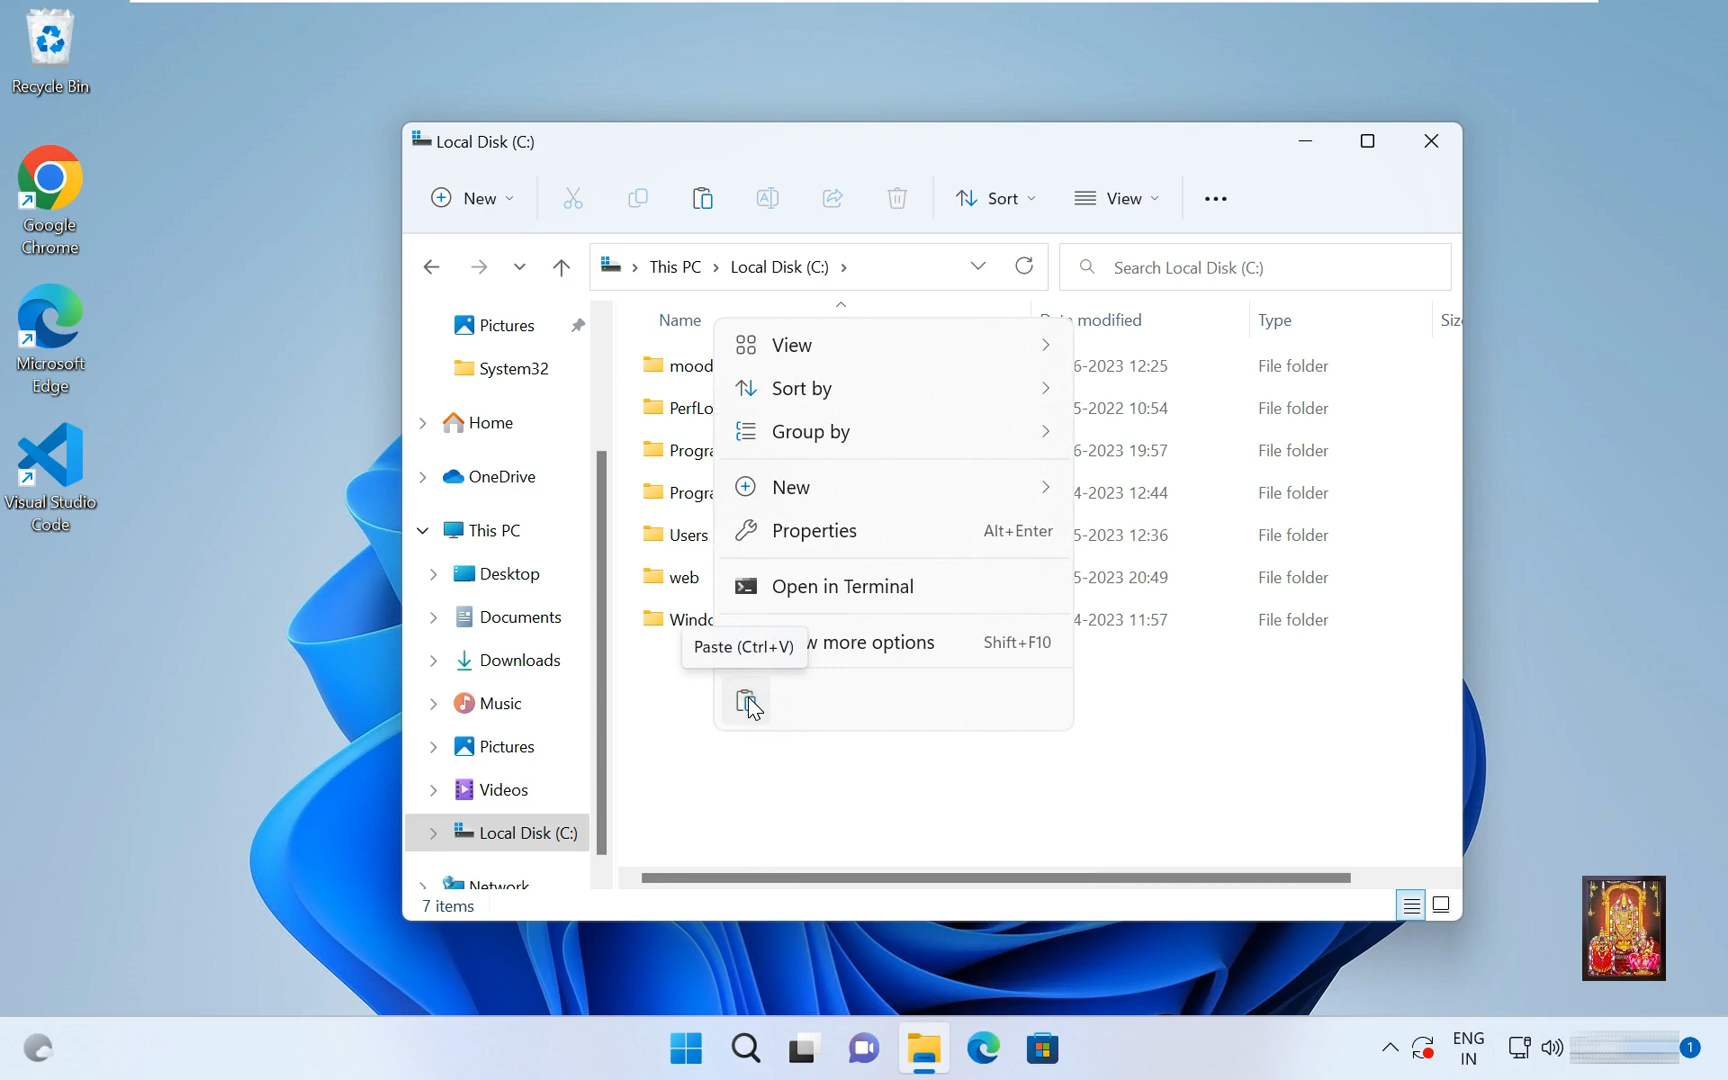 Recycle Bin
Google
Chrome
Microsoft
Edge
Visual Studio
Code
Local Disk (C:)
New
Sort
View
This PC
Local Disk (C:)
Search Local Disk (C:)
Pictures
System32
Home
OneDrive
This PC
Desktop
Documents
Downloads
Music
Pictures
Videos
Local Disk (C:)
Network
7 items
Name
modified
Type
Siz
mood
6-2023 12:25
File folder
PerfLo
5-2022 10:54
File folder
Progra
6-2023 19:57
File folder
Progra
4-2023 12:44
File folder
Users
5-2023 12:36
File folder
web
5-2023 20:49
File folder
Windo
4-2023 11:57
File folder
View
Sort by
Group by
New
Properties Alt+Enter
Open in Terminal
w more options Shift+F10
Paste (Ctrl+V)
ENG
IN
1